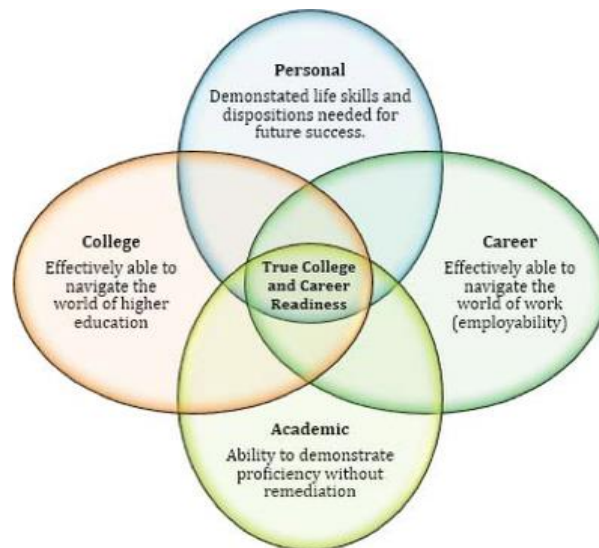 Personal
Demonstated life skills and
dispositions needed for
future success.
College
Effectively able to
navigate the
world of higher
education
True College
and Career
Readiness
Career
Effectively able to
navigate the
world of work
(employability)
Academic
Ability to demonstrate
proficiency without
remediation